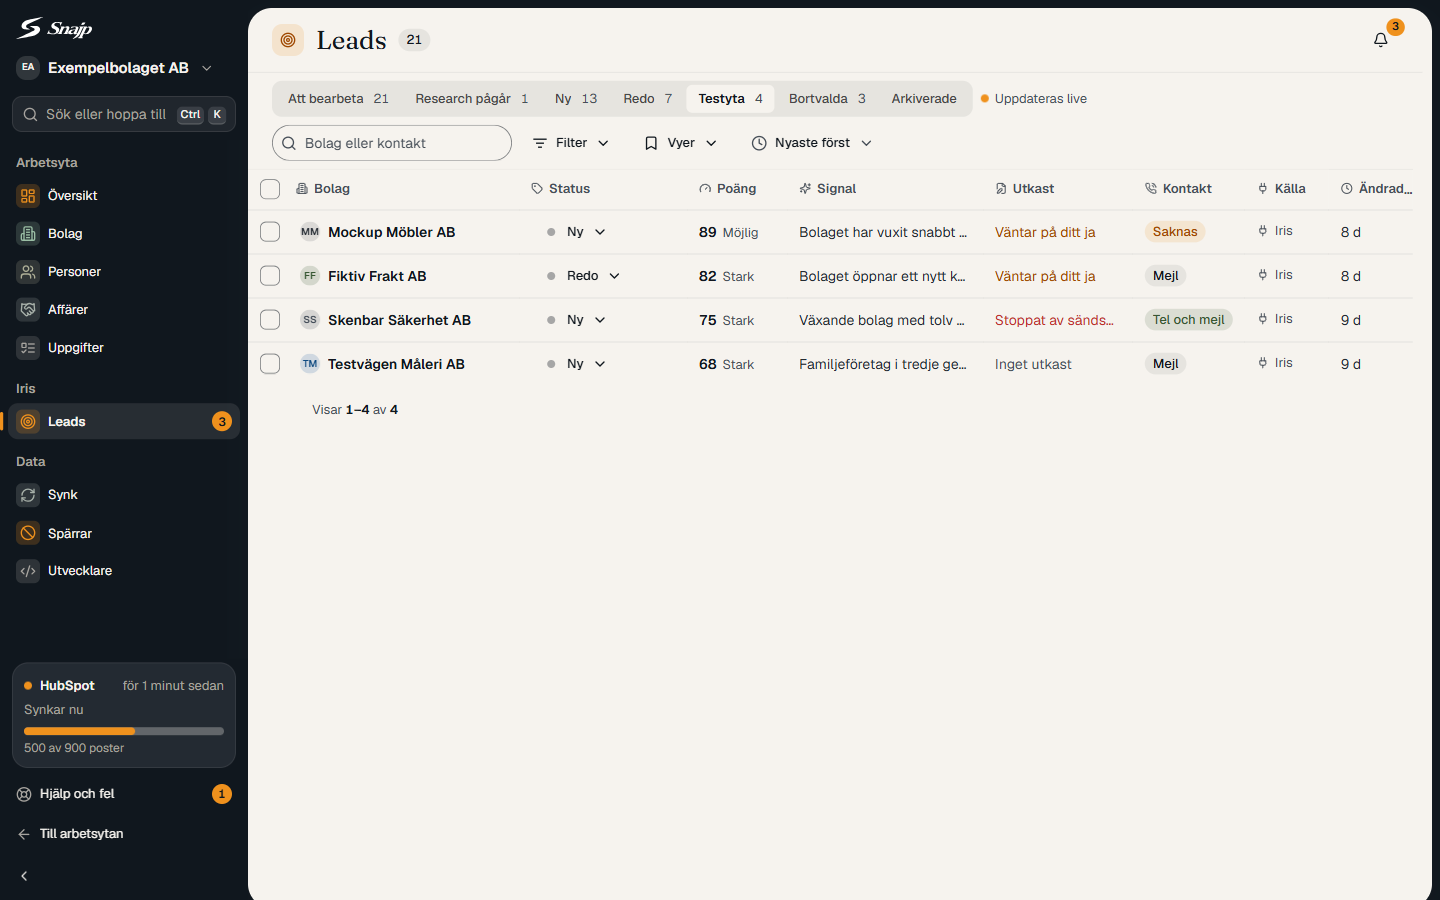 Snajp
EA Exempelbolaget AB
Sök eller hoppa till Ctrl K
Arbetsyta
Översikt
Bolag
Personer
Affärer
Uppgifter
Iris
Leads 3
Data
Synk
Spärrar
Utvecklare
HubSpot för 1 minut sedan
Synkar nu
500 av 900 poster
Hjälp och fel 1
Till arbetsytan
Leads 21
3
Att bearbeta 21 Research pågår 1 Ny 13 Redo 7 Testyta 4 Bortvalda 3 Arkiverade Uppdateras live
Bolag eller kontakt Filter Vyer Nyaste först
Bolag Status Poäng Signal Utkast Kontakt Källa Ändrad...
MM Mockup Möbler AB Ny 89 Möjlig Bolaget har vuxit snabbt ... Väntar på ditt ja Saknas Iris 8 d
FF Fiktiv Frakt AB Redo 82 Stark Bolaget öppnar ett nytt k... Väntar på ditt ja Mejl Iris 8 d
SS Skenbar Säkerhet AB Ny 75 Stark Växande bolag med tolv ... Stoppat av sänds... Tel och mejl Iris 9 d
TM Testvägen Måleri AB Ny 68 Stark Familjeföretag i tredje ge... Inget utkast Mejl Iris 9 d
Visar 1–4 av 4